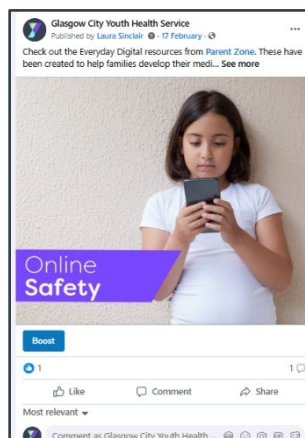 Glasgow City Youth Health Service
Published by Laura Sinclair · 17 February ·
Check out the Everyday Digital resources from Parent Zone. These have
been created to help families develop their medi... See more
Online
Safety
Boost
1
1
Like Comment Share
Most relevant
Comment as Glasgow City Youth Health ...